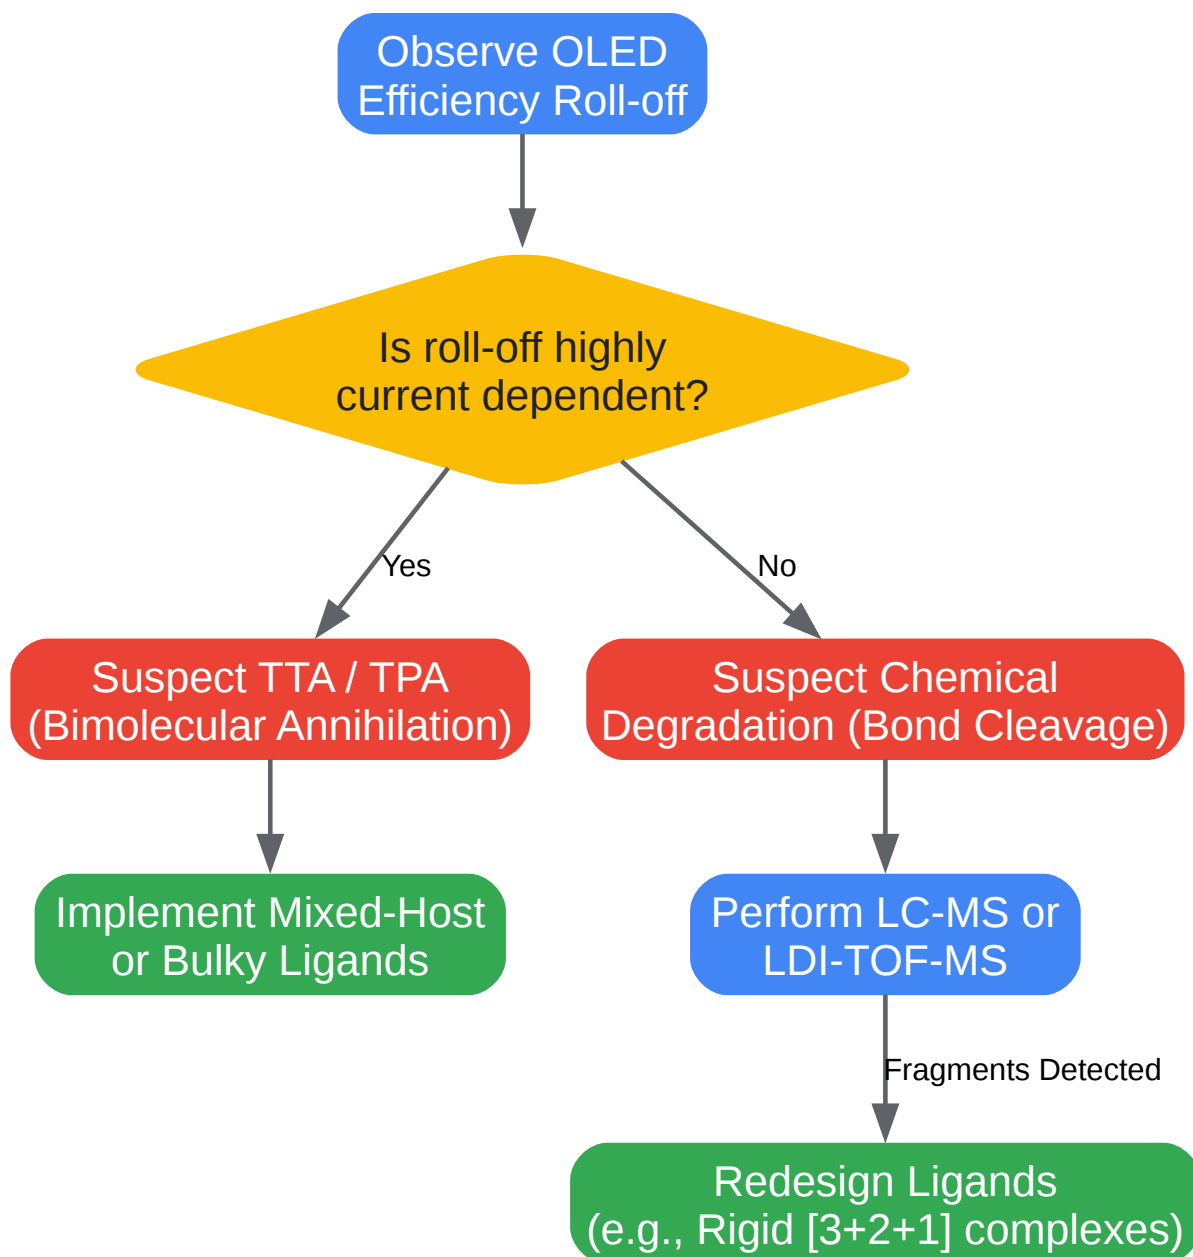 Observe OLED
Efficiency Roll-off
Is roll-off highly
current dependent?
Yes
No
Suspect TTA / TPA
(Bimolecular Annihilation)
Suspect Chemical
Degradation (Bond Cleavage)
Implement Mixed-Host
or Bulky Ligands
Perform LC-MS or
LDI-TOF-MS
Fragments Detected
Redesign Ligands
(e.g., Rigid [3+2+1] complexes)